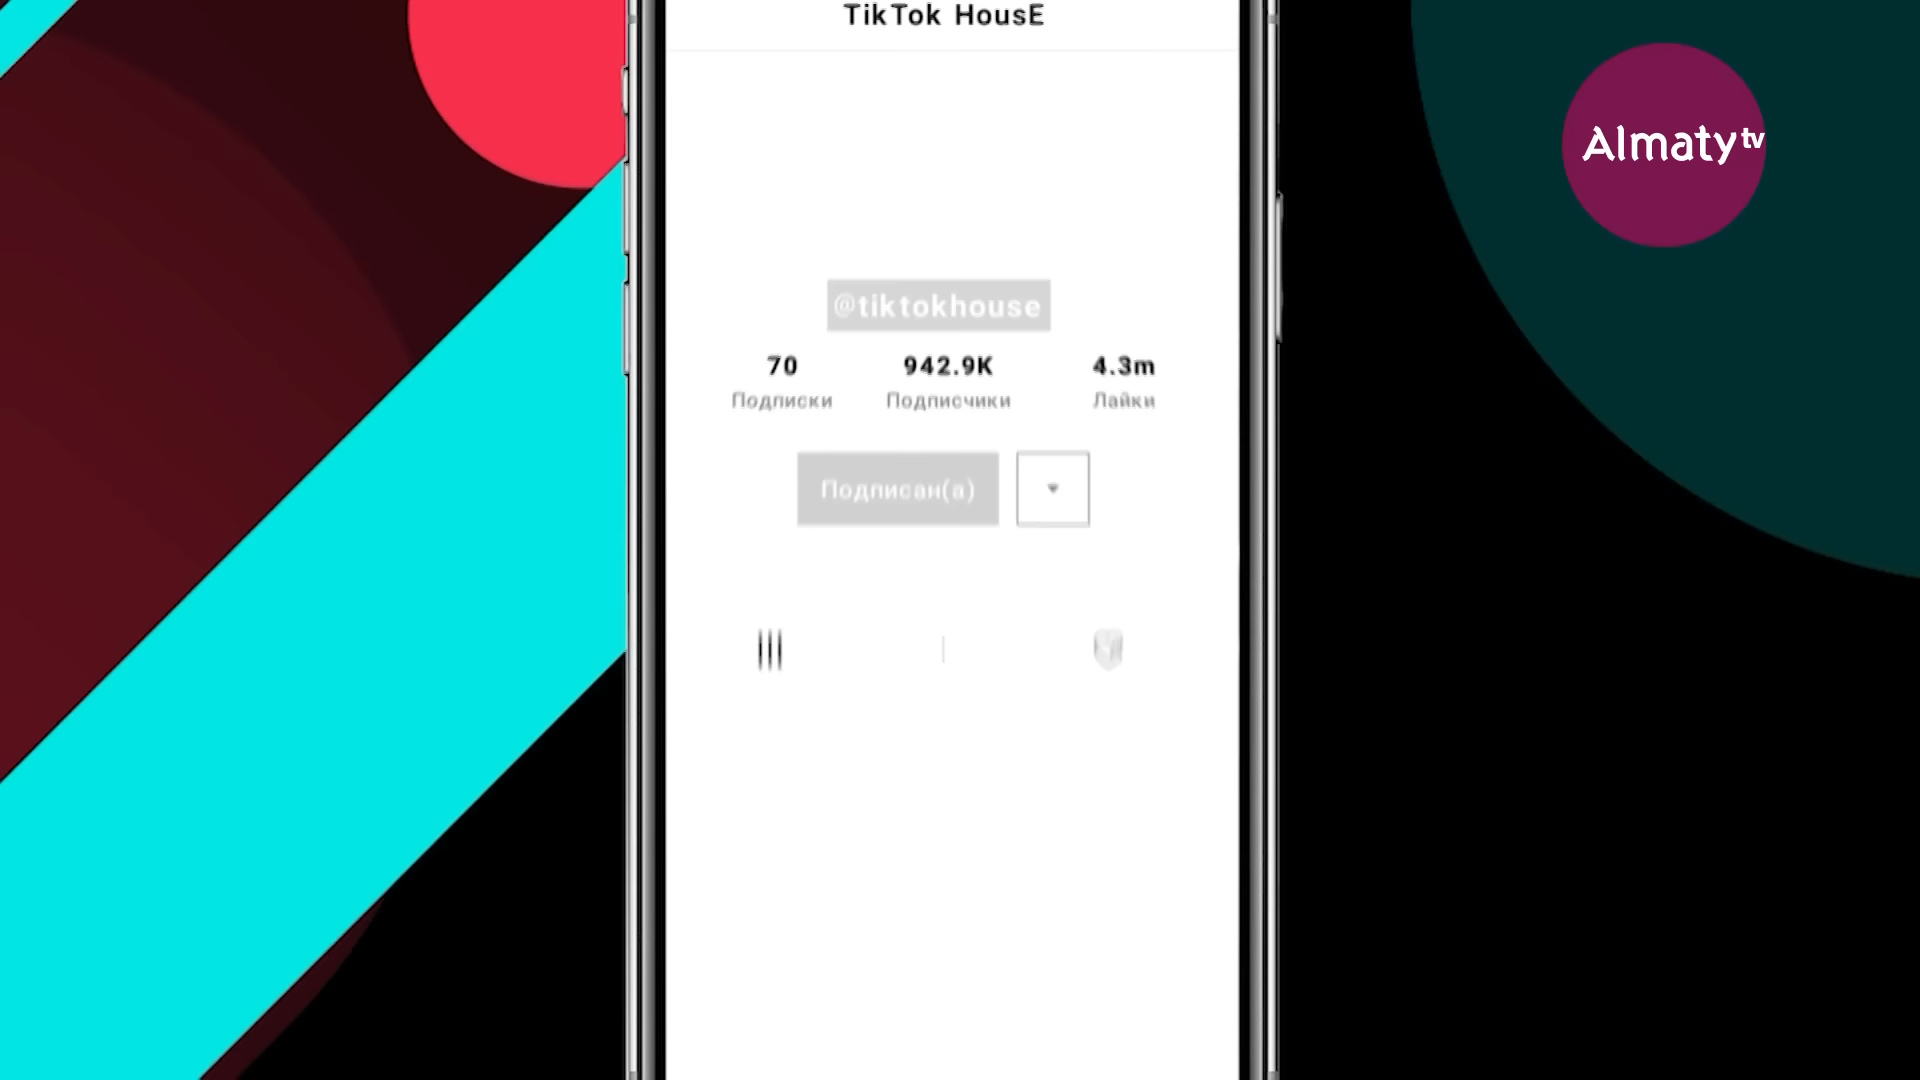 TikTok HousE
Almaty tv
@tiktokhouse
70 942.9K 4.3m
Подписки Подписчики Лайки
Подписан(а)